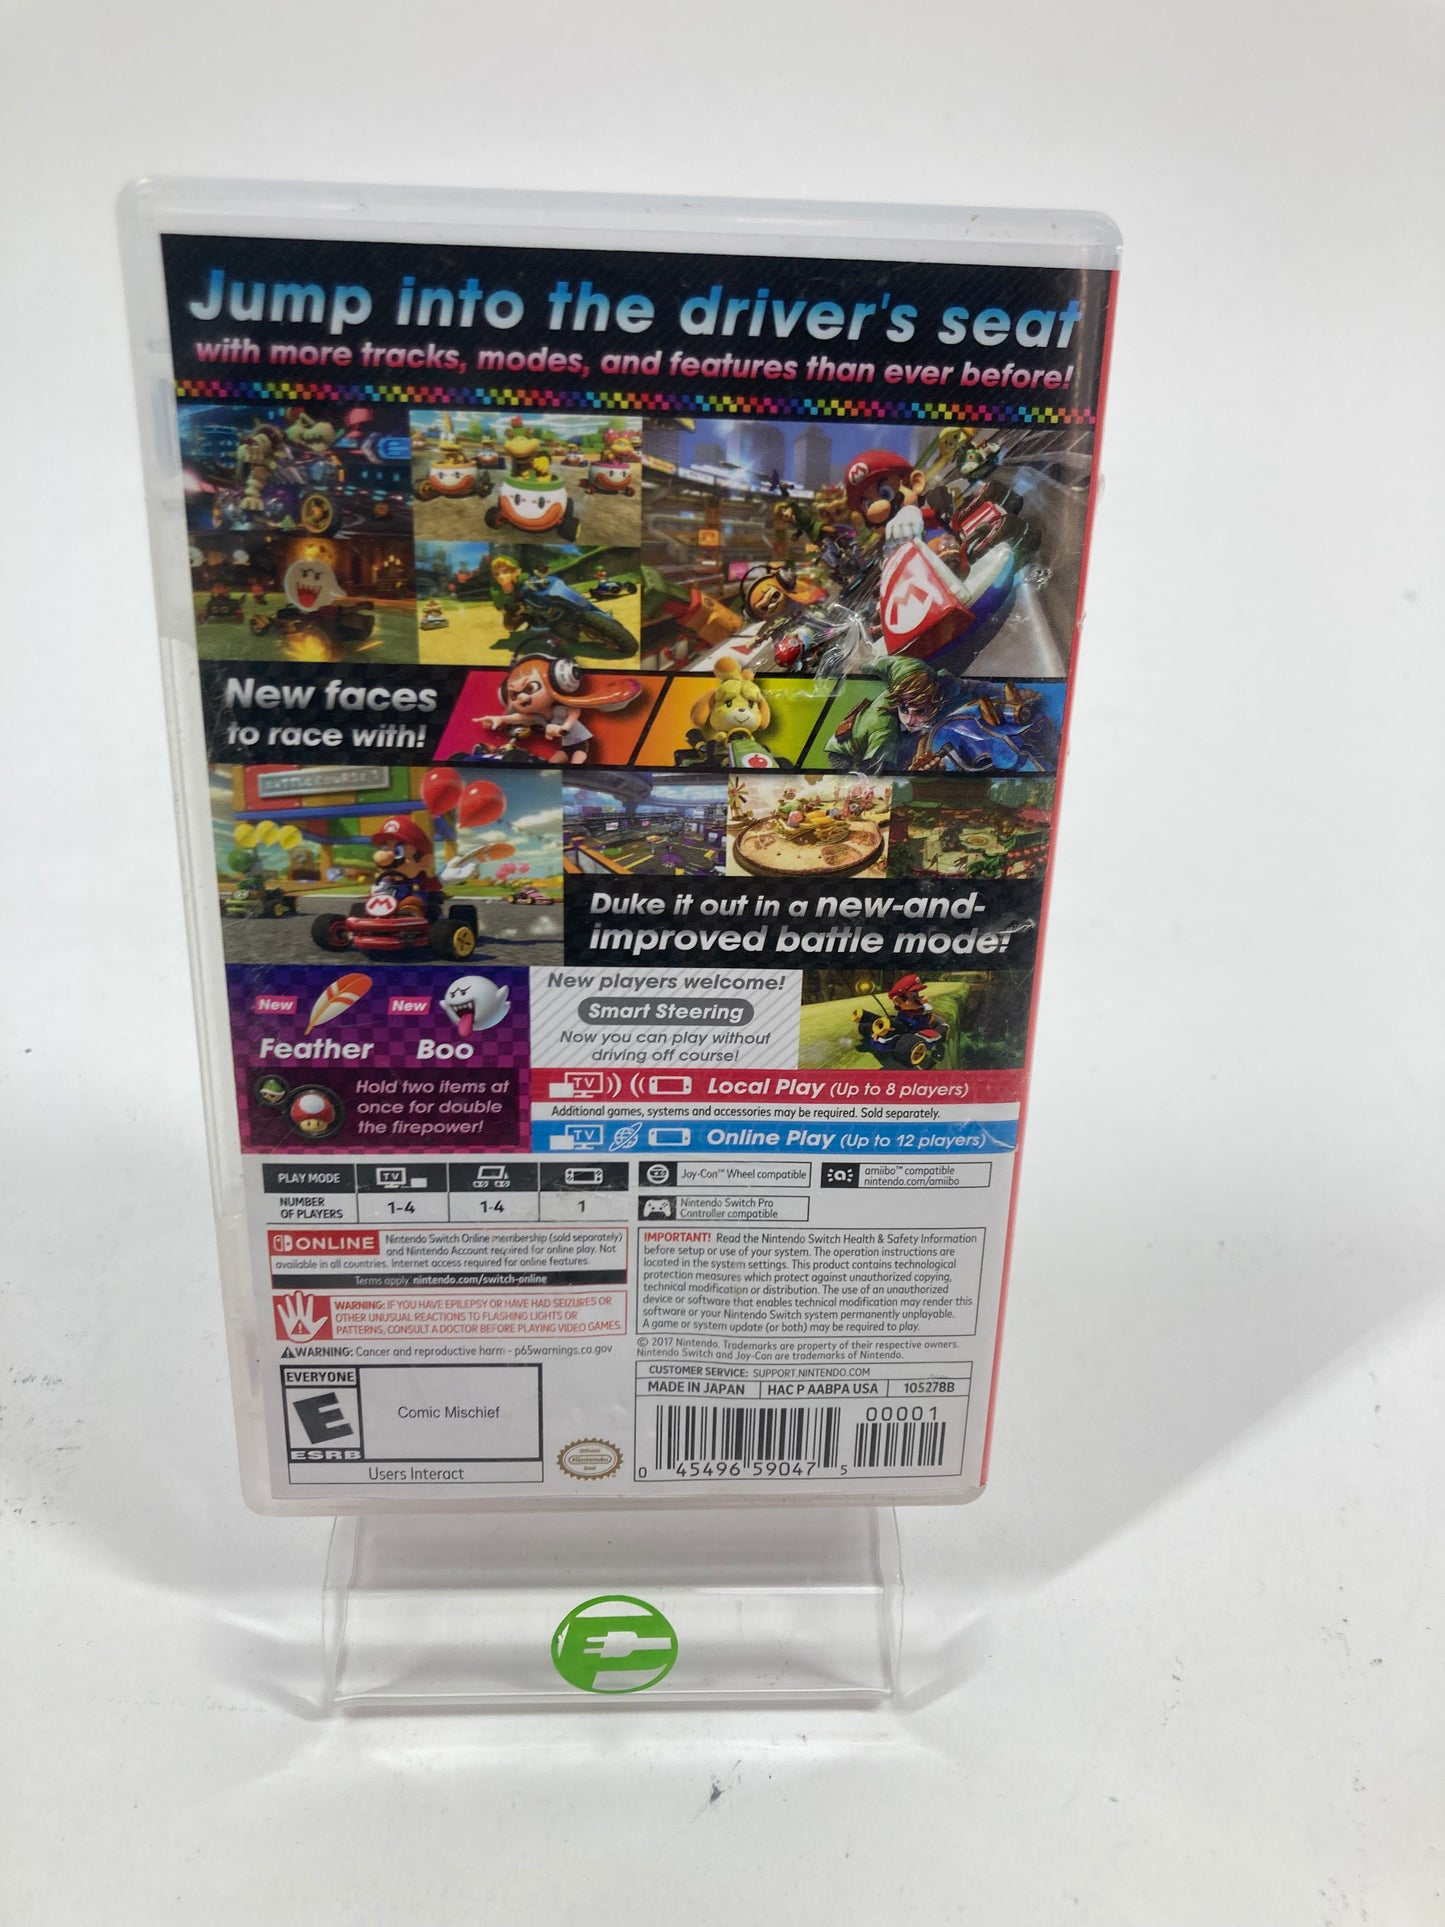 Jump into the driver's seat
with more tracks, modes, and features than ever before!
New faces
to race with!
BATTLE COURSE 1
Duke it out in a new-and-
improved battle mode!
New
New
Feather
Boo
Hold two items at
once for double
the firepower!
New players welcome!
Smart Steering
Now you can play without
driving off course!
TV
Local Play (Up to 8 players)
Additional games, systems and accessories may be required. Sold separately.
TV
Online Play (Up to 12 players)
PLAY MODE
TV
NUMBER
OF PLAYERS
1-4
1-4
1
Joy-Con™ Wheel compatible
amiibo™ compatible
nintendo.com/amiibo
Nintendo Switch Pro
Controller compatible
ONLINE
Nintendo Switch Online membership (sold separately)
and Nintendo Account required for online play. Not
available in all countries. Internet access required for online features.
Terms apply. nintendo.com/switch-online
WARNING: IF YOU HAVE EPILEPSY OR HAVE HAD SEIZURES OR
OTHER UNUSUAL REACTIONS TO FLASHING LIGHTS OR
PATTERNS, CONSULT A DOCTOR BEFORE PLAYING VIDEO GAMES.
WARNING: Cancer and reproductive harm - p65warnings.ca.gov
IMPORTANT! Read the Nintendo Switch Health & Safety Information
before setup or use of your system. The operation instructions are
located in the system settings. This product contains technological
protection measures which protect against unauthorized copying,
technical modification or distribution. The use of an unauthorized
device or software that enables technical modification may render this
software or your Nintendo Switch system permanently unplayable.
A game or system update (or both) may be required to play.
© 2017 Nintendo. Trademarks are property of their respective owners.
Nintendo Switch and Joy-Con are trademarks of Nintendo.
CUSTOMER SERVICE: SUPPORT.NINTENDO.COM
MADE IN JAPAN
HAC P AABPA USA
105278B
EVERYONE
E
ESRB
Comic Mischief
Users Interact
Official
Nintendo
Seal
00001
0 45496 59047 5